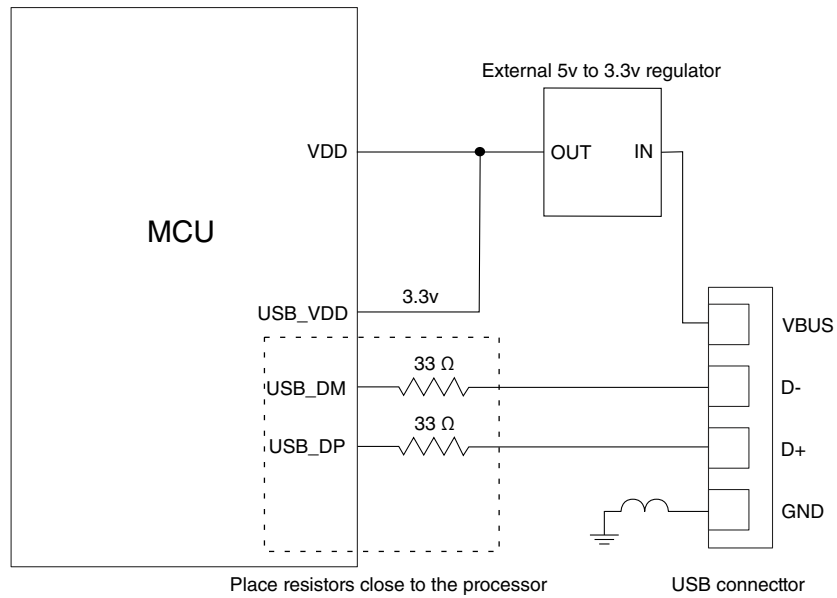 External 5v to 3.3v regulator
VDD
OUT
IN
MCU
USB_VDD
3.3v
VBUS
33 Ω
USB_DM
D-
33 Ω
USB_DP
D+
GND
Place resistors close to the processor
USB connecttor